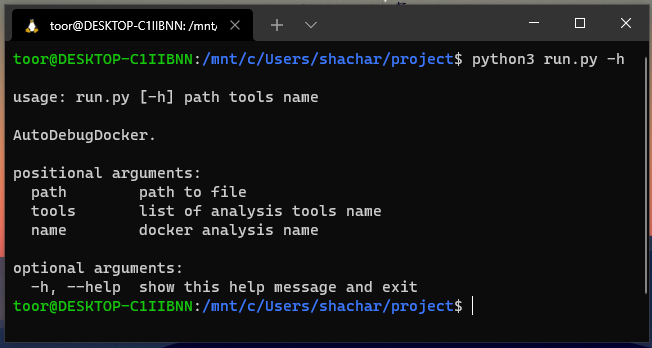 toor@DESKTOP-C1IIBNN: /mnt/
toor@DESKTOP-C1IIBNN:/mnt/c/Users/shachar/project$ python3 run.py -h
usage: run.py [-h] path tools name
AutoDebugDocker.
positional arguments:
  path        path to file
  tools       list of analysis tools name
  name        docker analysis name
optional arguments:
  -h, --help  show this help message and exit
toor@DESKTOP-C1IIBNN:/mnt/c/Users/shachar/project$